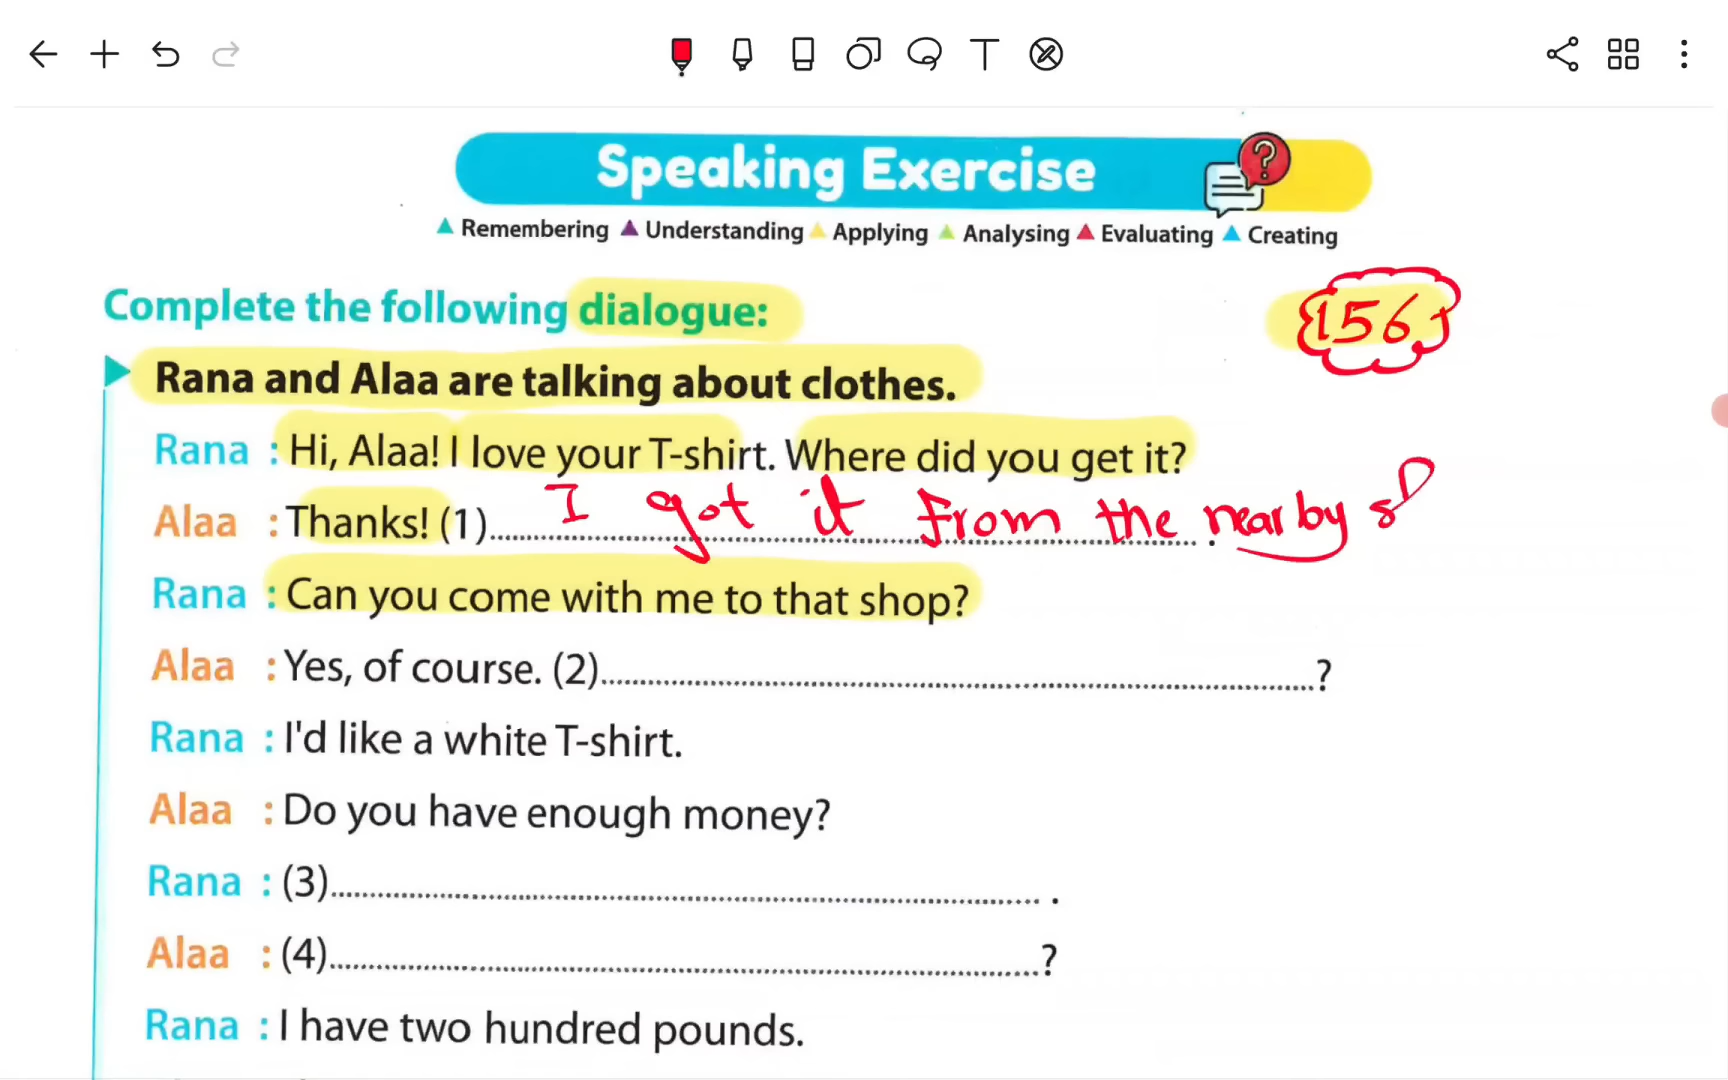 Speaking Exercise
Remembering Understanding Applying Analysing Evaluating Creating
Complete the following dialogue:
156
Rana and Alaa are talking about clothes.
Rana : Hi, Alaa! I love your T-shirt. Where did you get it?
Alaa : Thanks! (1)........ I got it from the nearby
Rana : Can you come with me to that shop?
Alaa : Yes, of course. (2)........?
Rana : I'd like a white T-shirt.
Alaa : Do you have enough money?
Rana : (3)........ .
Alaa : (4)........?
Rana : I have two hundred pounds.